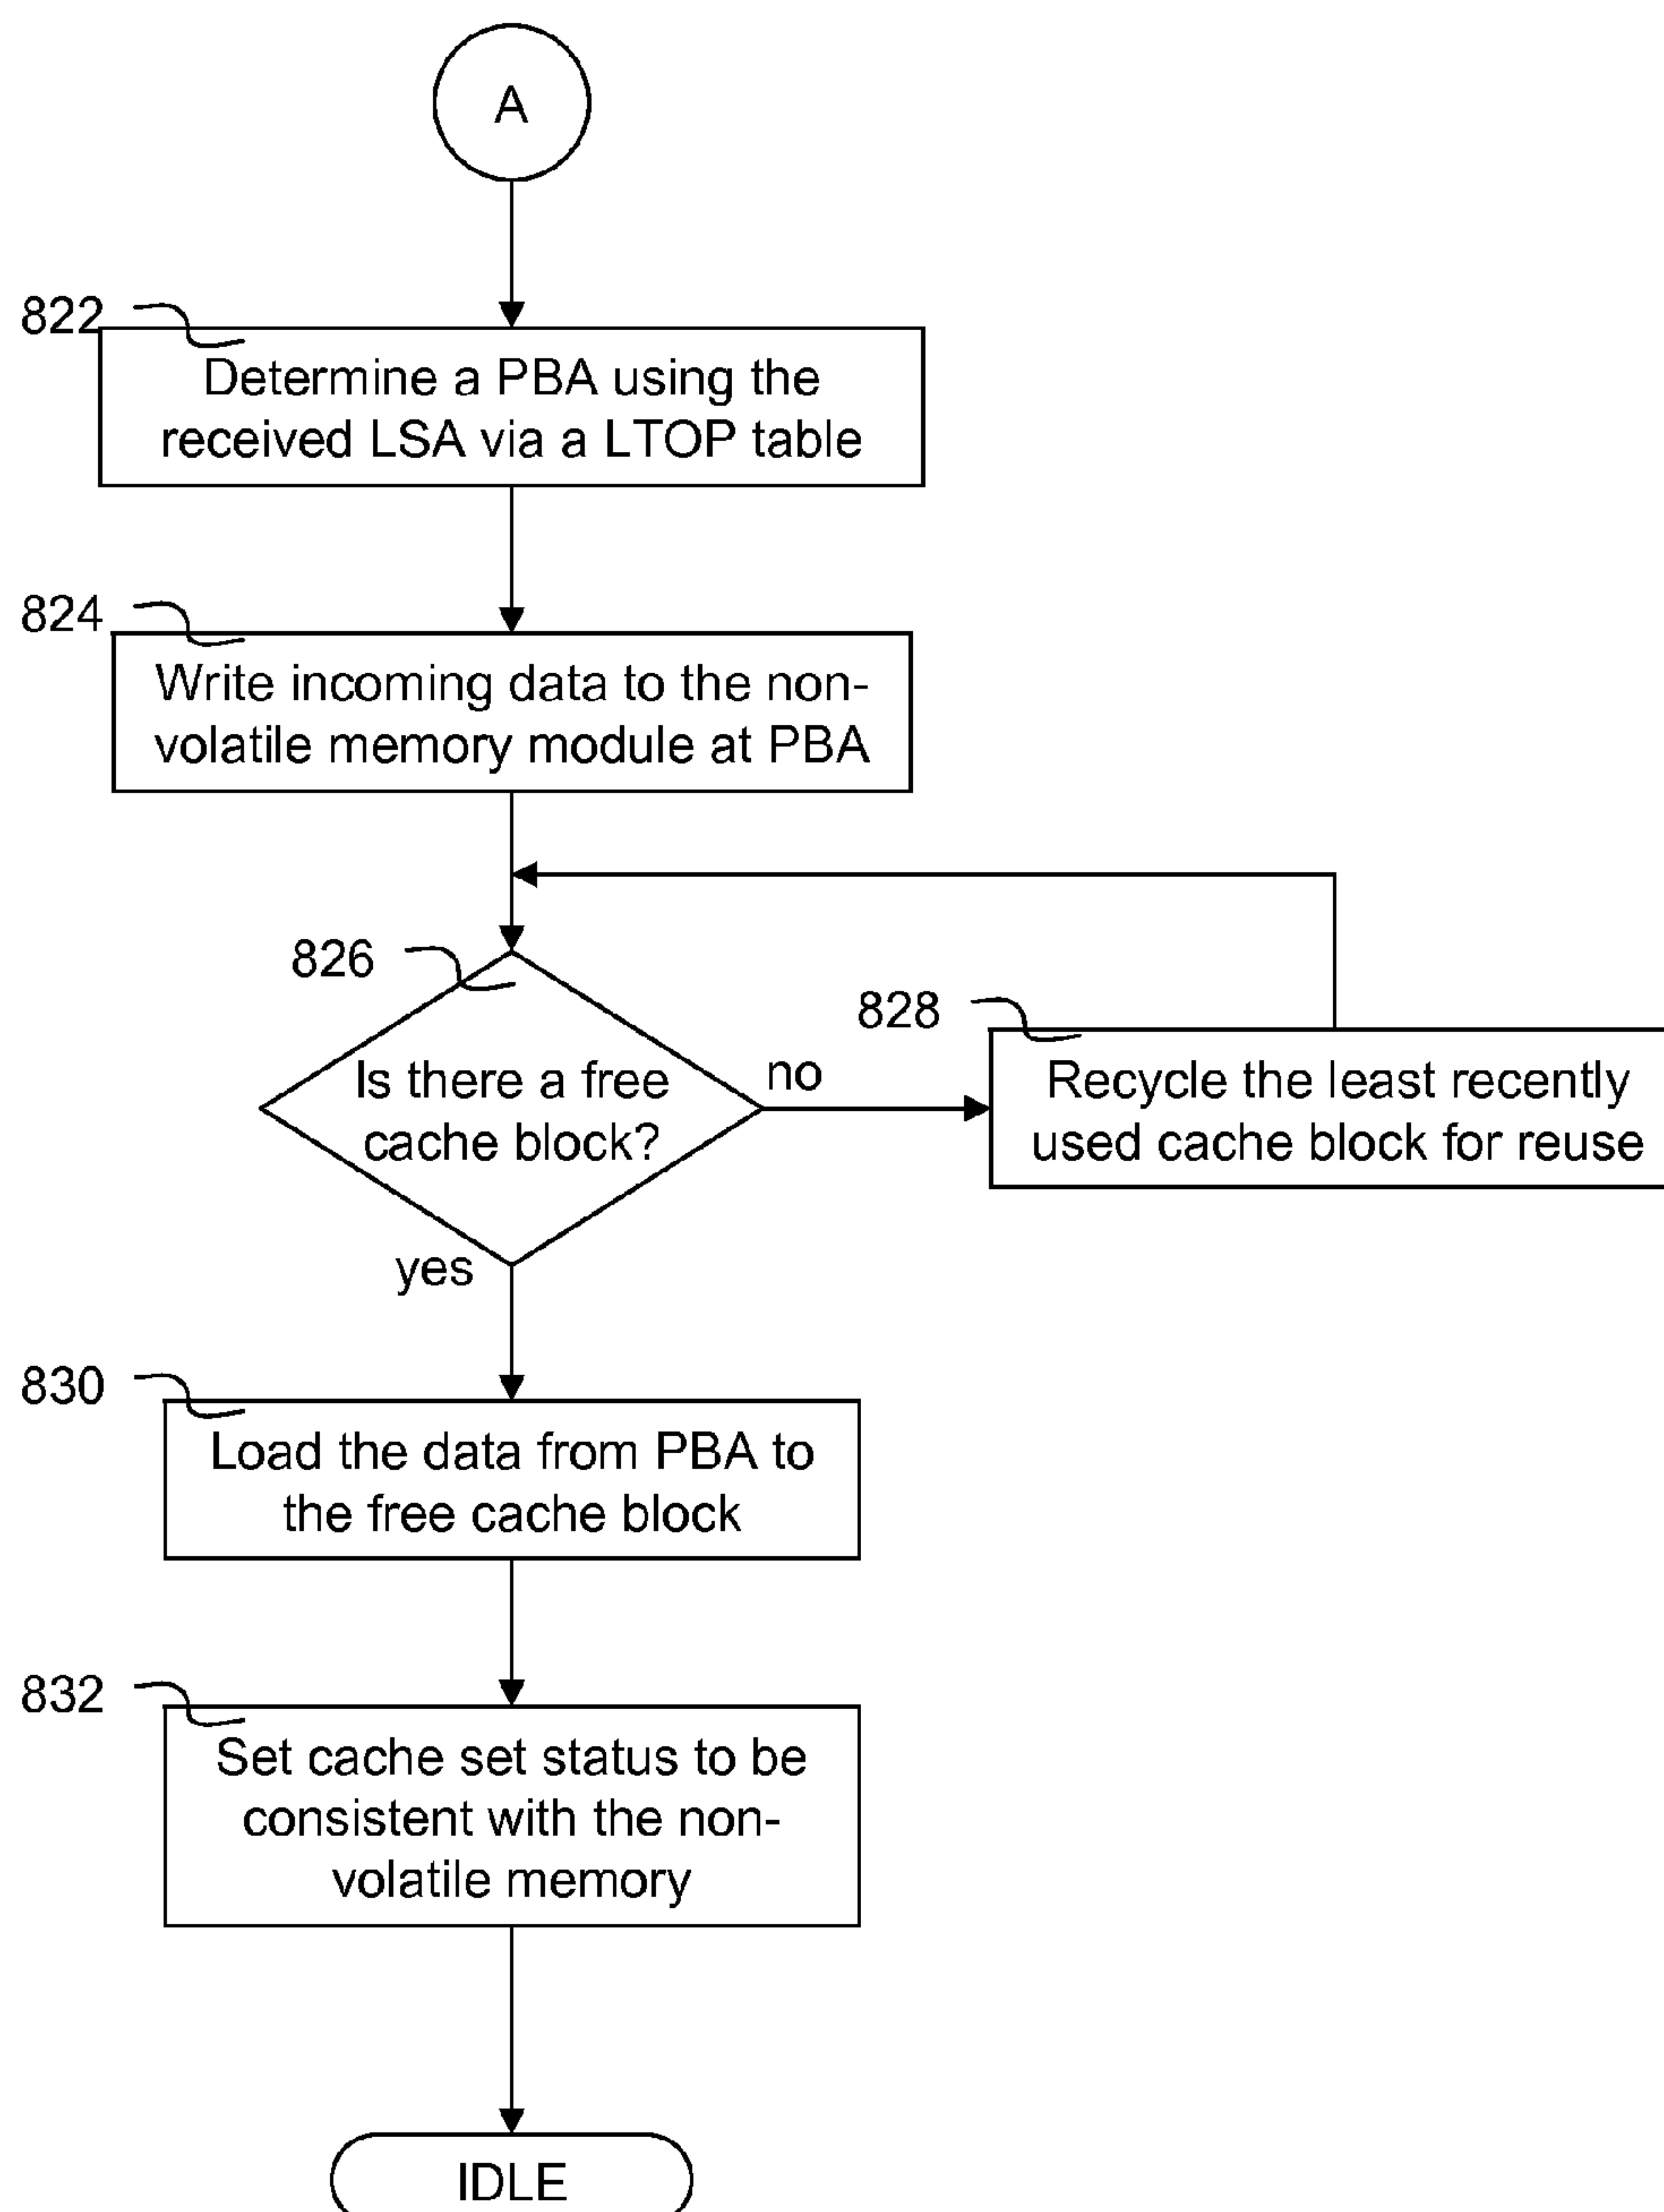 A
822
Determine a PBA using the
received LSA via a LTOP table
824
Write incoming data to the non-
volatile memory module at PBA
826
Is there a free
cache block?
no
828
Recycle the least recently
used cache block for reuse
yes
830
Load the data from PBA to
the free cache block
832
Set cache set status to be
consistent with the non-
volatile memory
IDLE